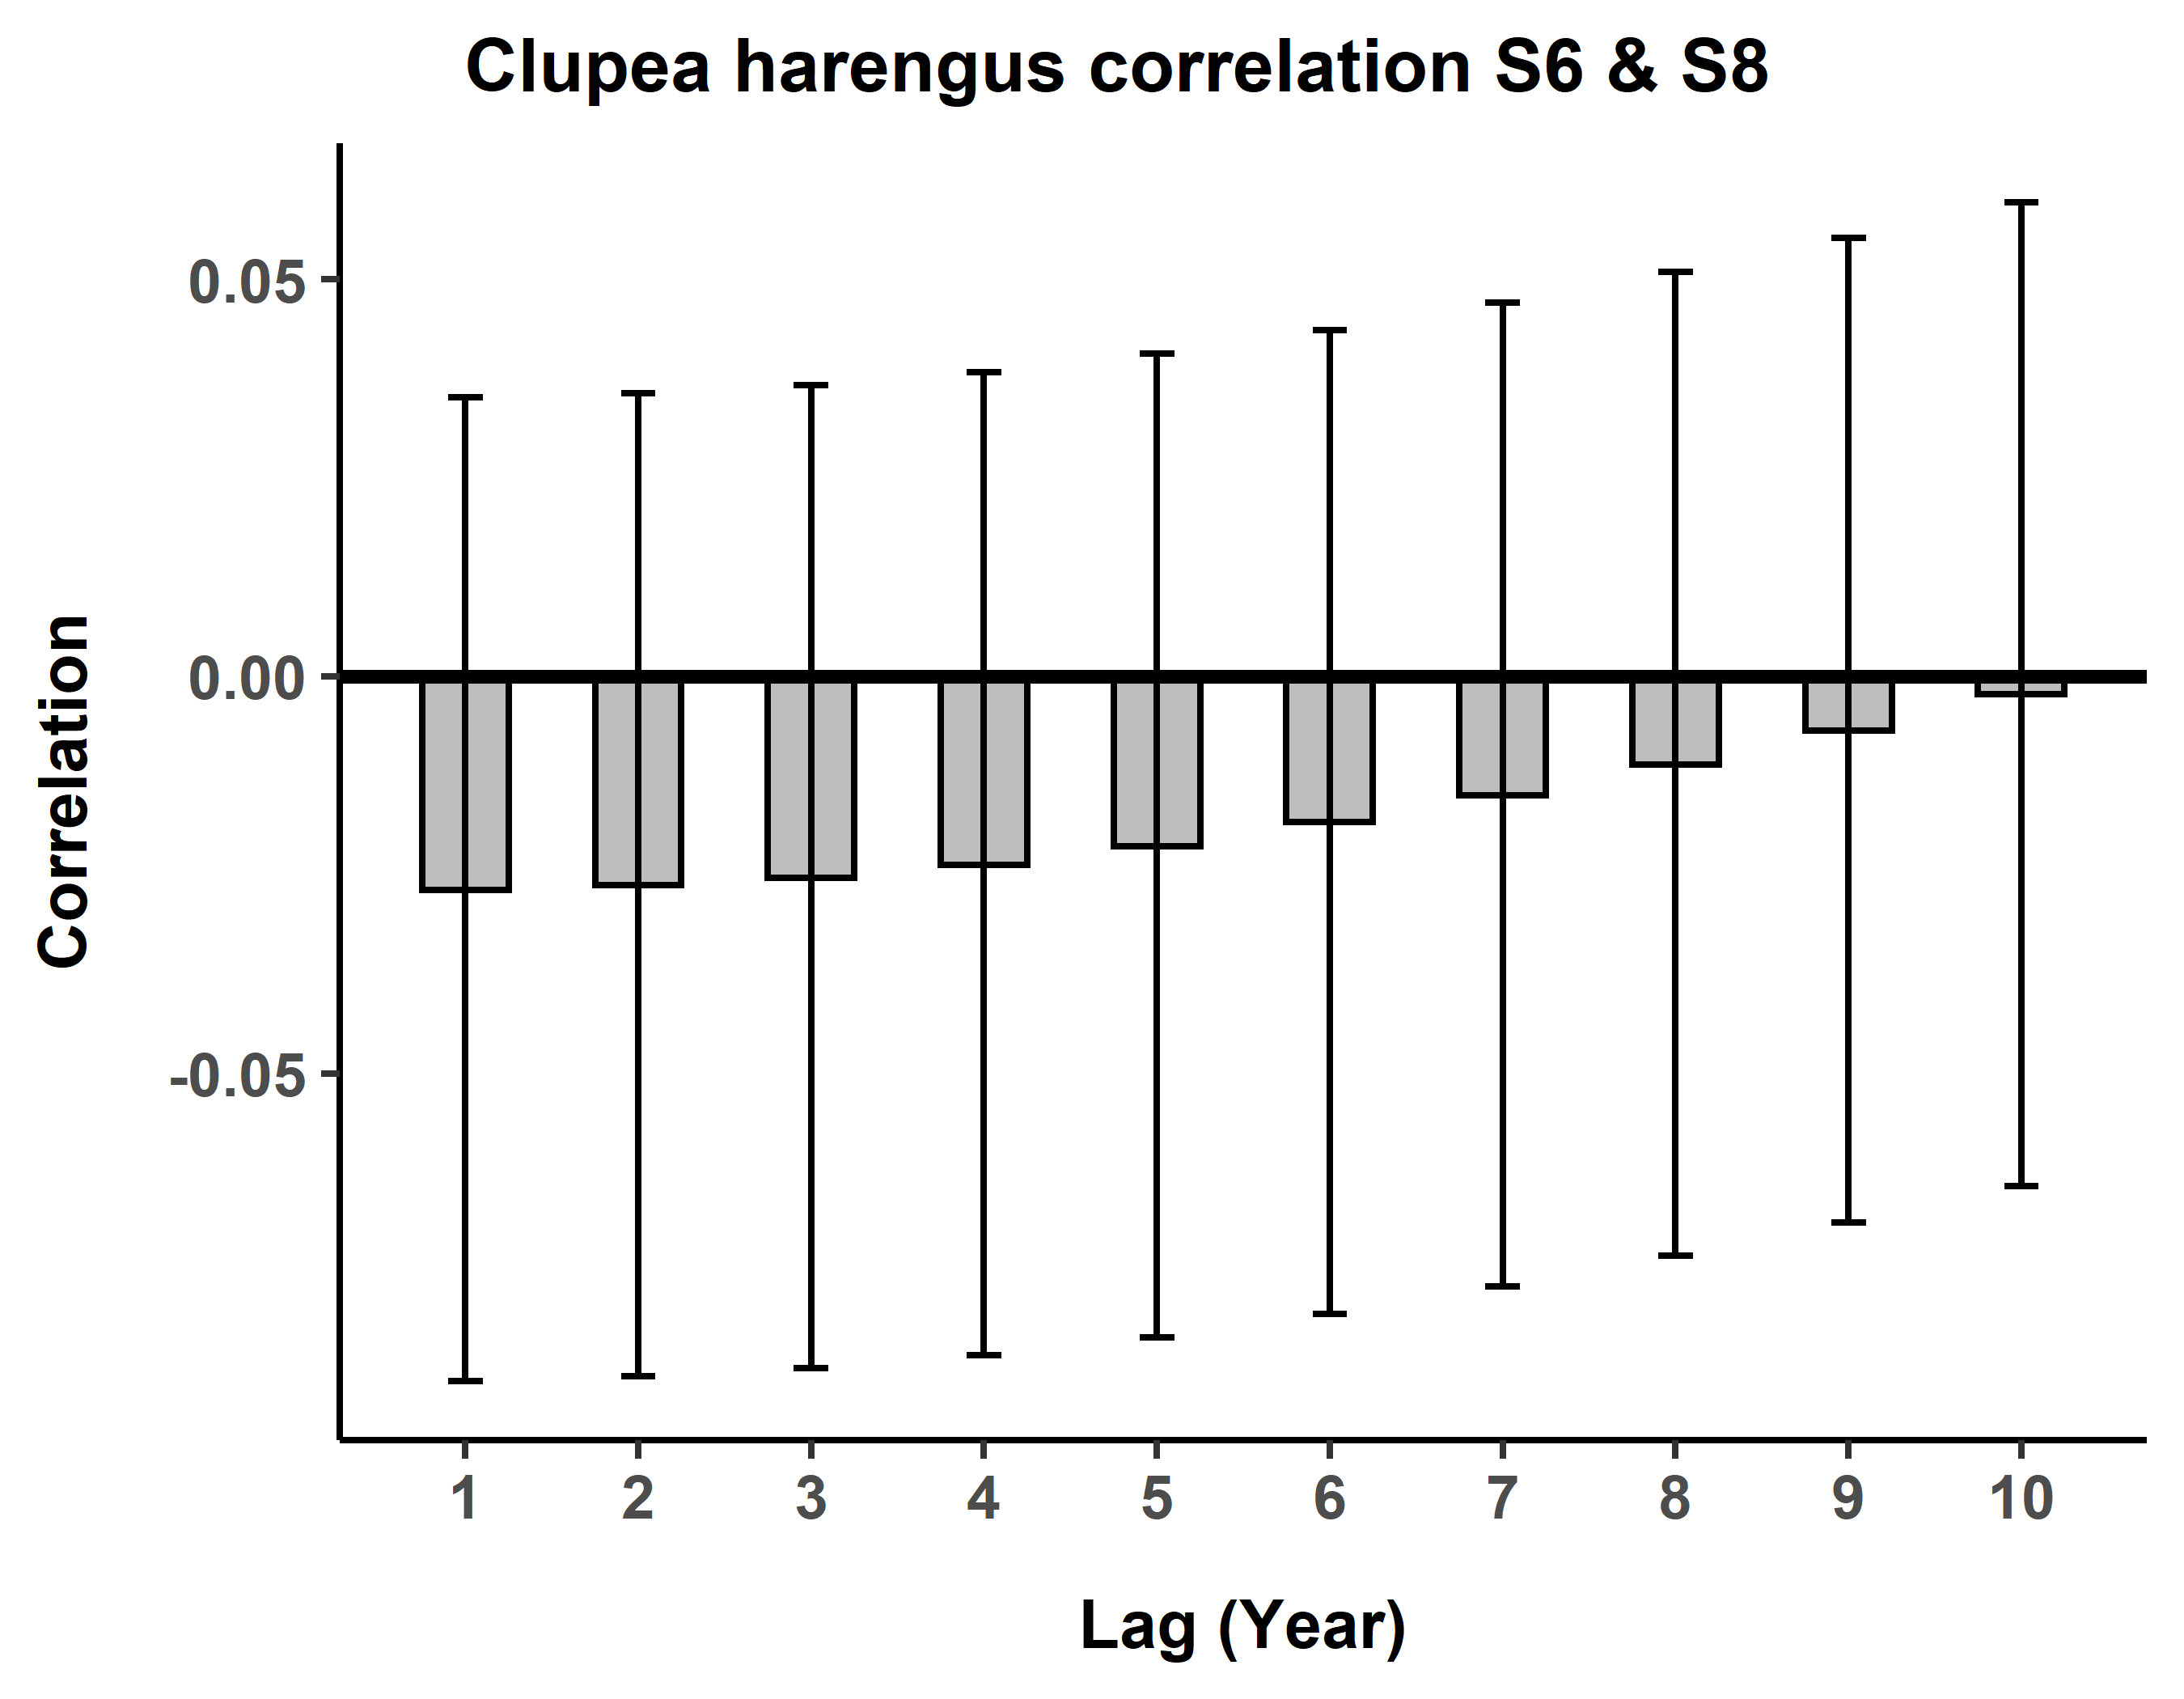 Clupea harengus correlation S6 & S8
Correlation
0.05
0.00
-0.05
1 2 3 4 5 6 7 8 9 10
Lag (Year)